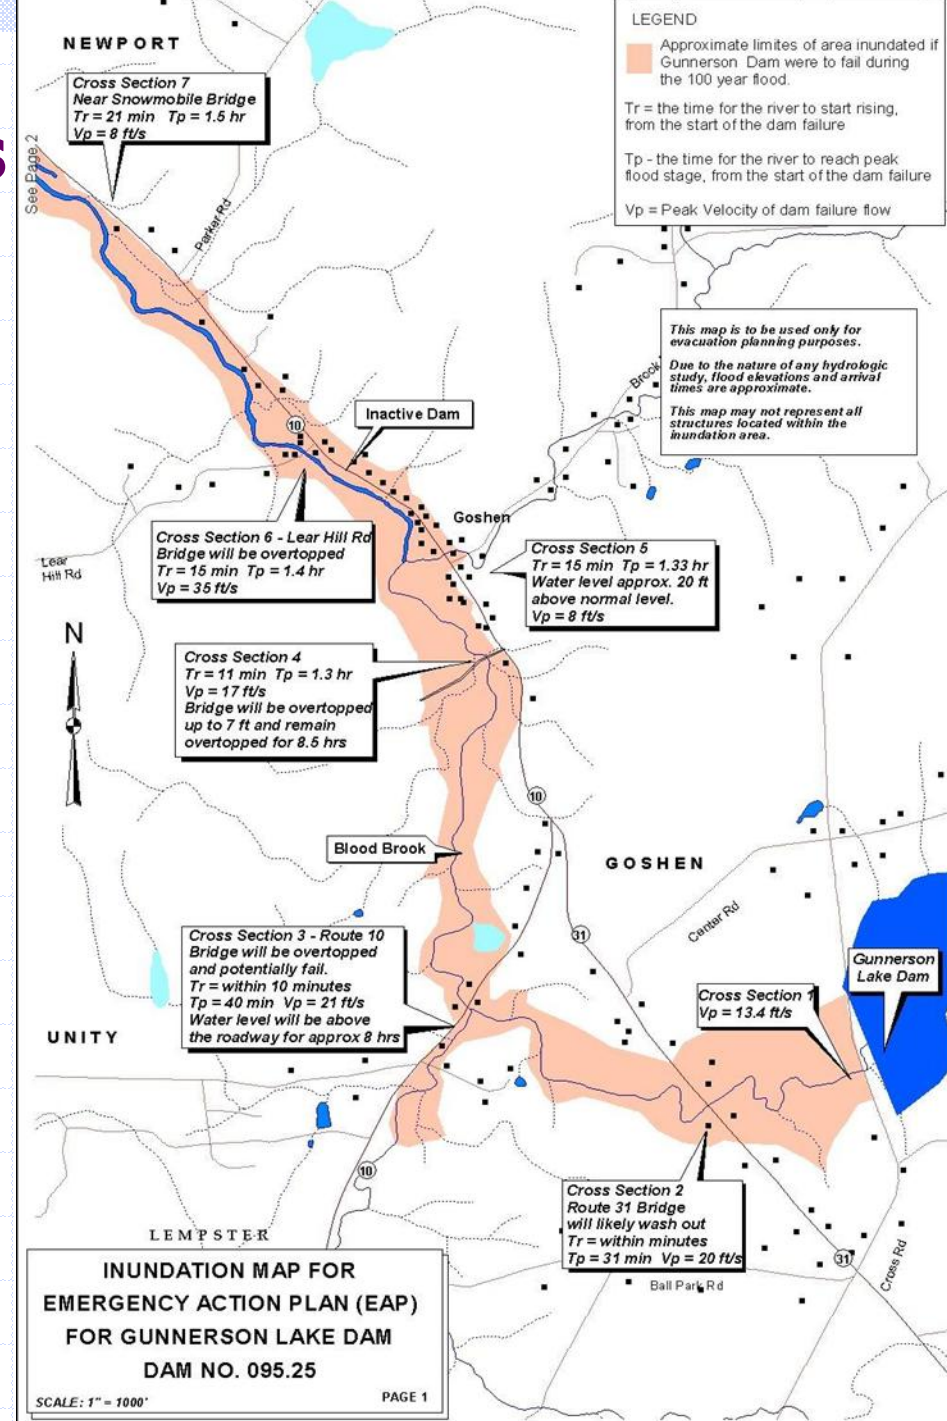 NEWPORT
LEGEND
Approximate limites of area inundated if
Gunnerson Dam were to fail during
the 100 year flood.
Tr = the time for the river to start rising,
from the start of the dam failure
Tp - the time for the river to reach peak
flood stage, from the start of the dam failure
Vp = Peak Velocity of dam failure flow
Cross Section 7
Near Snowmobile Bridge
Tr = 21 min Tp = 1.5 hr
Vp = 8 ft/s
See Page 2
s
Parker Rd
This map is to be used only for
evacuation planning purposes.
Due to the nature of any hydrologic
study, flood elevations and arrival
times are approximate.
This map may not represent all
structures located within the
inundation area.
Brook
Inactive Dam
10
Goshen
Cross Section 6 - Lear Hill Rd
Bridge will be overtopped
Tr = 15 min Tp = 1.4 hr
Vp = 35 ft/s
Cross Section 5
Tr = 15 min Tp = 1.33 hr
Water level approx. 20 ft
above normal level.
Vp = 8 ft/s
Lear
Hill Rd
N
Cross Section 4
Tr = 11 min Tp = 1.3 hr
Vp = 17 ft/s
Bridge will be overtopped
up to 7 ft and remain
overtopped for 8.5 hrs
10
Blood Brook
GOSHEN
Center Rd
31
Cross Section 3 - Route 10
Bridge will be overtopped
and potentially fail.
Tr = within 10 minutes
Tp = 40 min Vp = 21 ft/s
Water level will be above
the roadway for approx 8 hrs
Gunnerson
Lake Dam
Cross Section 1
Vp = 13.4 ft/s
UNITY
10
Cross Section 2
Route 31 Bridge
will likely wash out
Tr = within minutes
Tp = 31 min Vp = 20 ft/s
31
Cross Rd
Ball Park Rd
LEMPSTER
INUNDATION MAP FOR
EMERGENCY ACTION PLAN (EAP)
FOR GUNNERSON LAKE DAM
DAM NO. 095.25
SCALE: 1" = 1000'
PAGE 1